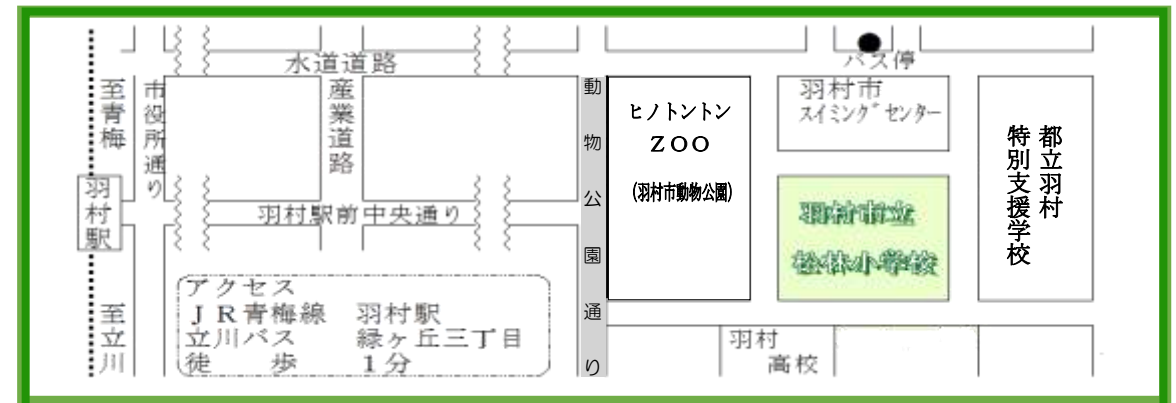 水道道路
バス停
至青梅
市役所通り
産業道路
動物公園通り
ヒノトントン
ZOO
(羽村市動物公園)
羽村市
スイミングセンター
都立羽村
特別支援学校
羽村駅
羽村駅前中央通り
羽村市立
松林小学校
至立川
アクセス
JR青梅線 羽村駅
立川バス 緑ヶ丘三丁目
徒 歩 1分
羽村
高校